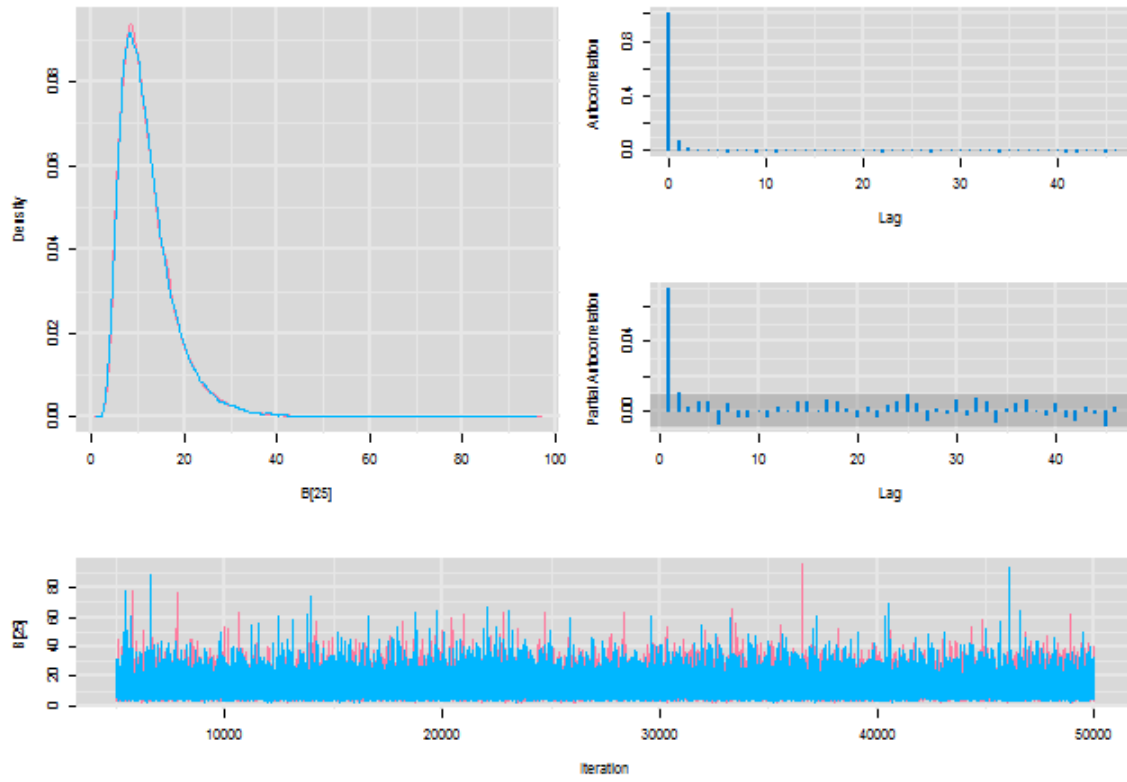 Density
0.00 0.02 0.04 0.06 0.08
0 20 40 60 80 100
B[25]
Autocorrelation
0.0 0.4 0.8
0 10 20 30 40
Lag
Partial Autocorrelation
0.00 0.04
0 10 20 30 40
Lag
B[25]
0 20 40 60 80
10000 20000 30000 40000 50000
Iteration